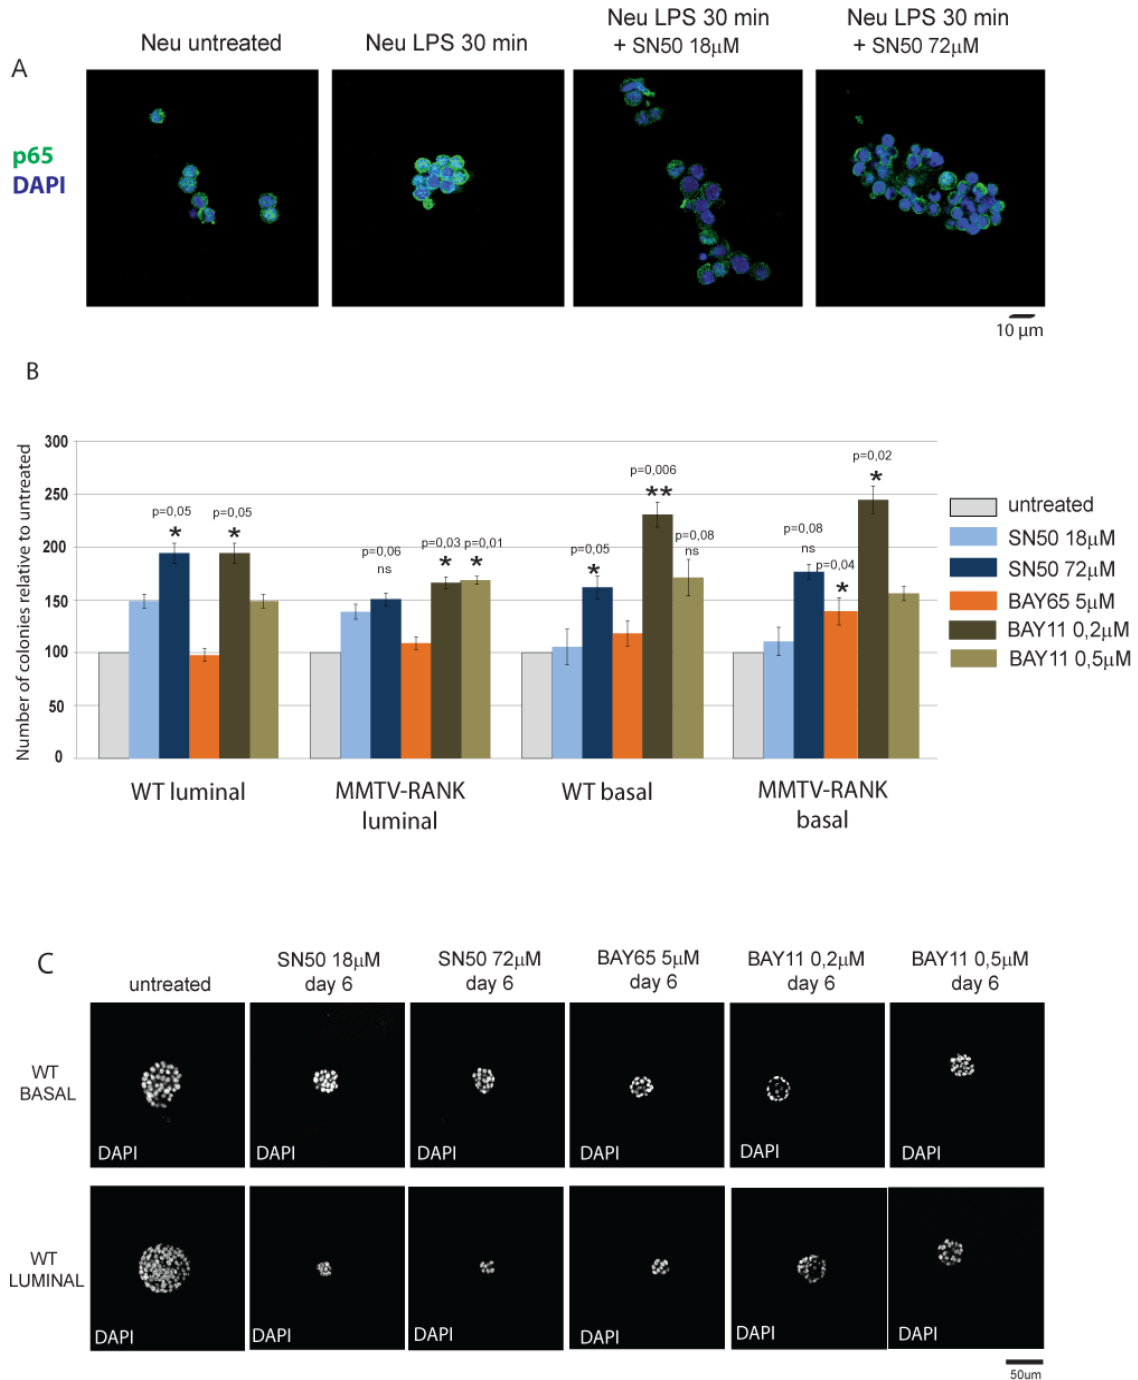 A
Neu untreated
Neu LPS 30 min
Neu LPS 30 min
+ SN50 18μM
Neu LPS 30 min
+ SN50 72μM
p65
DAPI
10 μm
B
Number of colonies relative to untreated
300
250
200
150
100
50
0
p=0,05
*
p=0,05
*
p=0,06
ns
p=0,03
*
p=0,01
*
p=0,05
*
p=0,006
**
p=0,08
ns
p=0,08
ns
p=0,04
*
p=0,02
*
WT luminal
MMTV-RANK
luminal
WT basal
MMTV-RANK
basal
untreated
SN50 18μM
SN50 72μM
BAY65 5μM
BAY11 0,2μM
BAY11 0,5μM
C
untreated
SN50 18μM
day 6
SN50 72μM
day 6
BAY65 5μM
day 6
BAY11 0,2μM
day 6
BAY11 0,5μM
day 6
WT
BASAL
DAPI
DAPI
DAPI
DAPI
DAPI
DAPI
WT
LUMINAL
DAPI
DAPI
DAPI
DAPI
DAPI
DAPI
50um